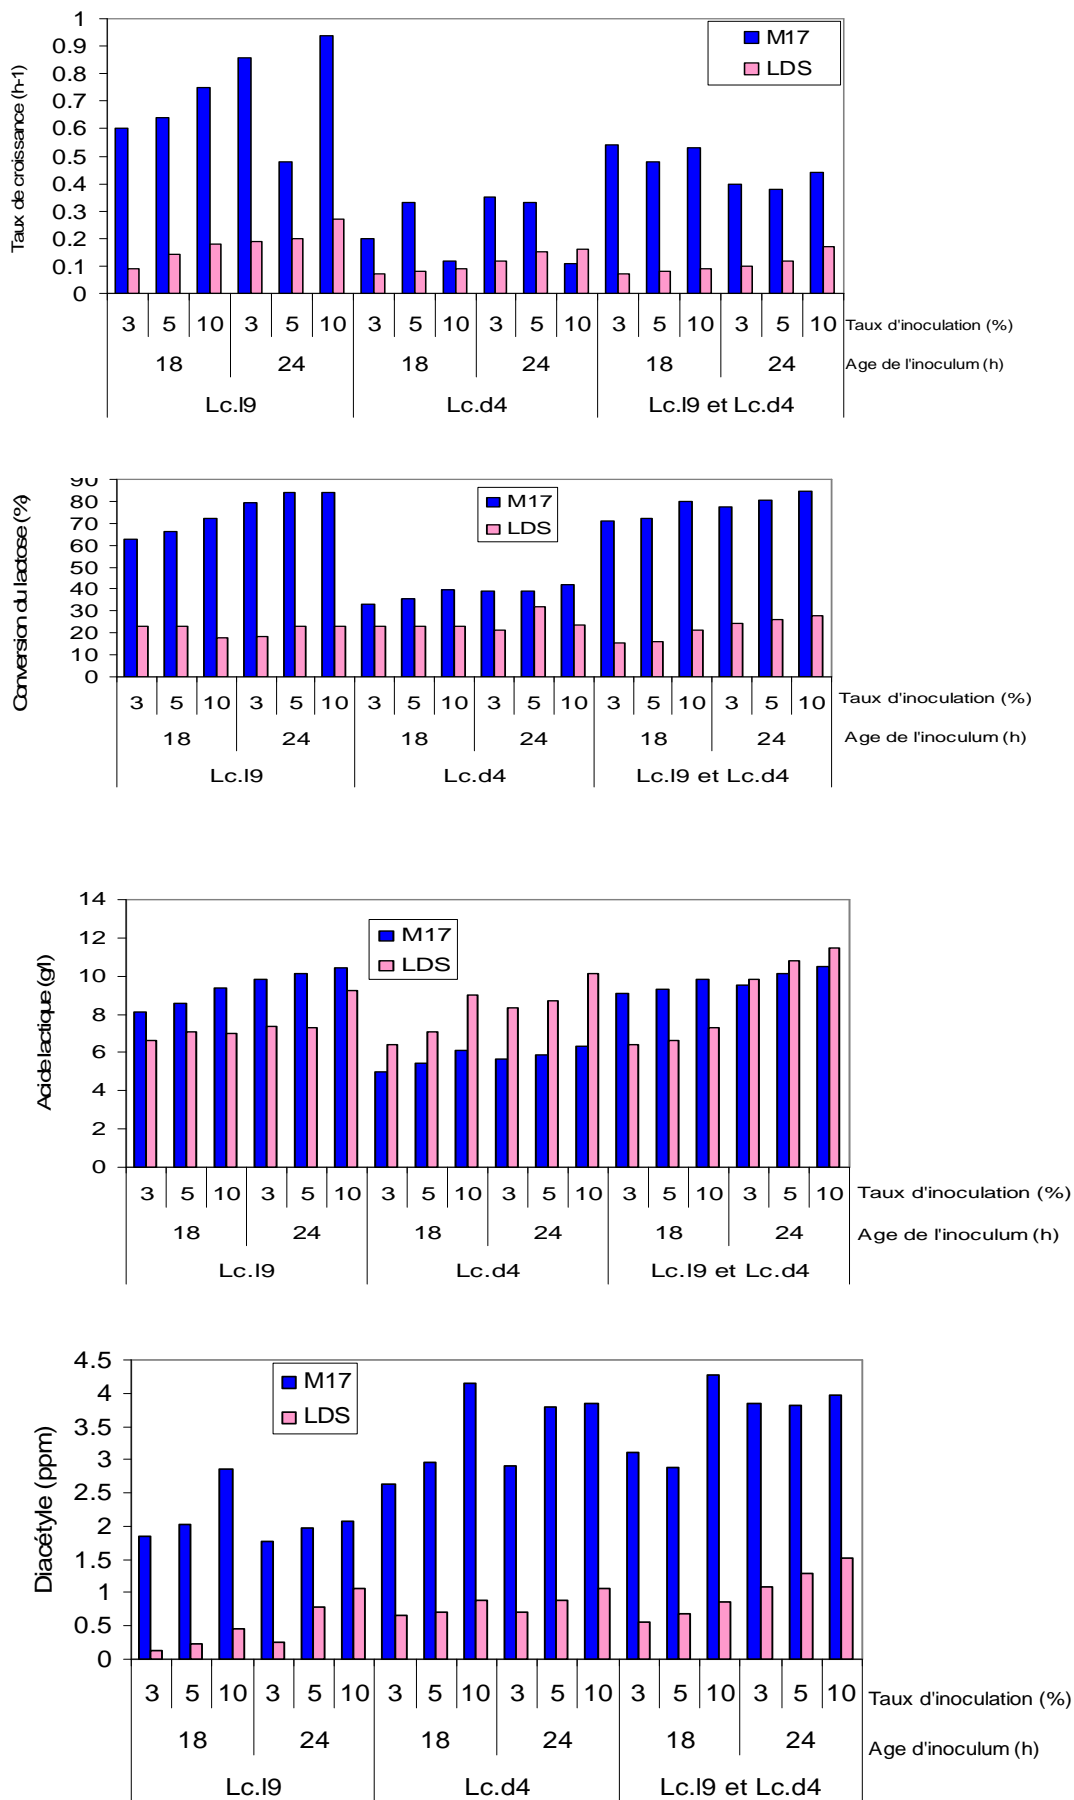 1
0.9
0.8
0.7
0.6
0.5
0.4
0.3
0.2
0.1
0
Taux de croissance (h-1)
M17
LDS
3 5 10 3 5 10 3 5 10 3 5 10 3 5 10 3 5 10 Taux d'inoculation (%)
18 24 18 24 18 24 Age de l'inoculum (h)
Lc.l9 Lc.d4 Lc.l9 et Lc.d4
90
80
70
60
50
40
30
20
10
0
Conversion du lactose (%)
M17
LDS
3 5 10 3 5 10 3 5 10 3 5 10 3 5 10 3 5 10 Taux d'inoculation (%)
18 24 18 24 18 24 Age de l'inoculum (h)
Lc.l9 Lc.d4 Lc.l9 et Lc.d4
14
12
10
8
6
4
2
0
Acide lactique (g/l)
M17
LDS
3 5 10 3 5 10 3 5 10 3 5 10 3 5 10 3 5 10 Taux d'inoculation (%)
18 24 18 24 18 24 Age de l'inoculum (h)
Lc.l9 Lc.d4 Lc.l9 et Lc.d4
4.5
4
3.5
3
2.5
2
1.5
1
0.5
0
Diacétyle (ppm)
M17
LDS
3 5 10 3 5 10 3 5 10 3 5 10 3 5 10 3 5 10 Taux d'inoculation (%)
18 24 18 24 18 24 Age d'inoculum (h)
Lc.l9 Lc.d4 Lc.l9 et Lc.d4